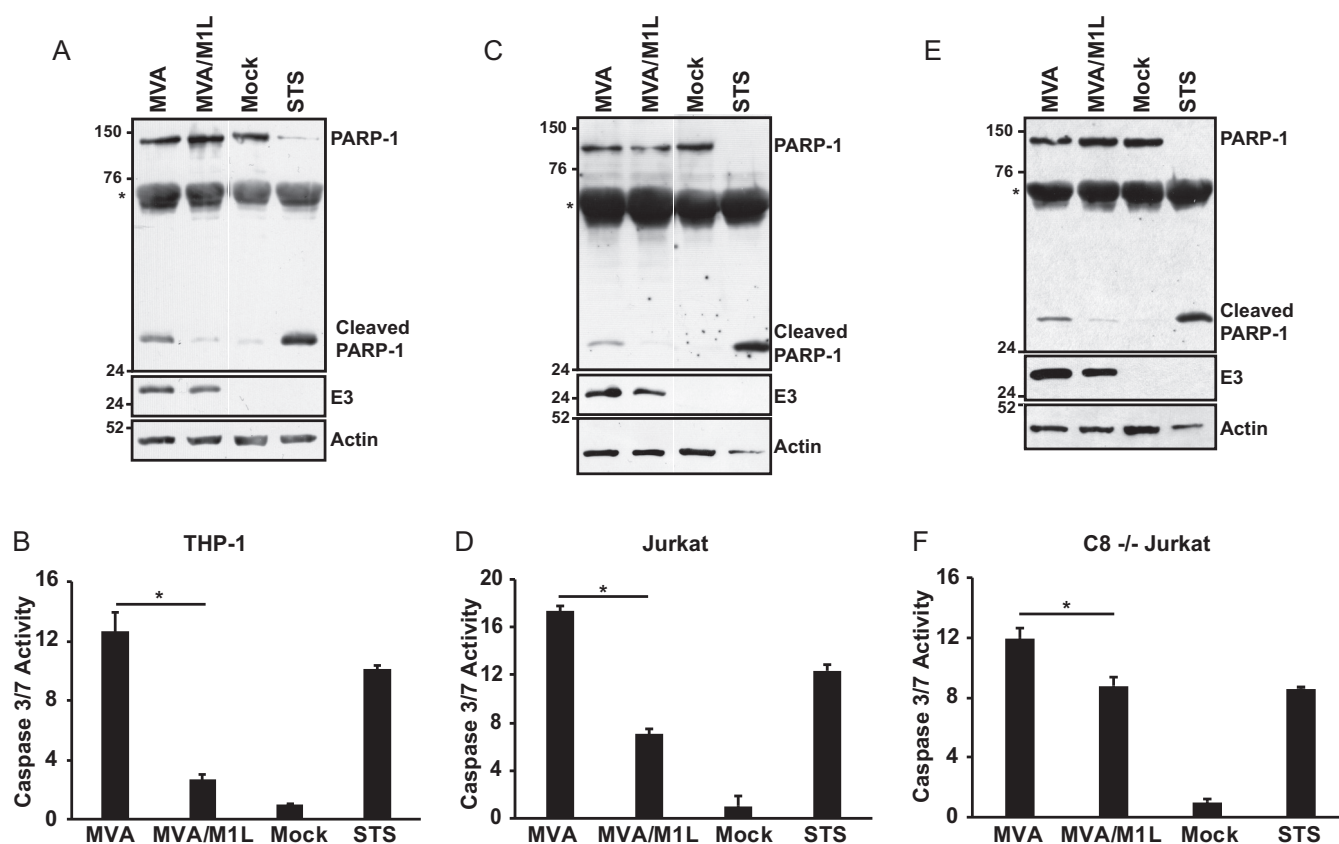 A
MVA
MVA/M1L
Mock
STS
150
PARP-1
76
*
Cleaved
PARP-1
24
24
E3
52
Actin
C
MVA
MVA/M1L
Mock
STS
150
PARP-1
76
*
Cleaved
PARP-1
24
24
E3
52
Actin
E
MVA
MVA/M1L
Mock
STS
150
PARP-1
76
*
Cleaved
PARP-1
24
24
E3
52
Actin
B
THP-1
Caspase 3/7 Activity
16
12
8
4
0
*
MVA MVA/M1L Mock STS
D
Jurkat
Caspase 3/7 Activity
20
16
12
8
4
0
*
MVA MVA/M1L Mock STS
F
C8 -/- Jurkat
Caspase 3/7 Activity
16
12
8
4
0
*
MVA MVA/M1L Mock STS